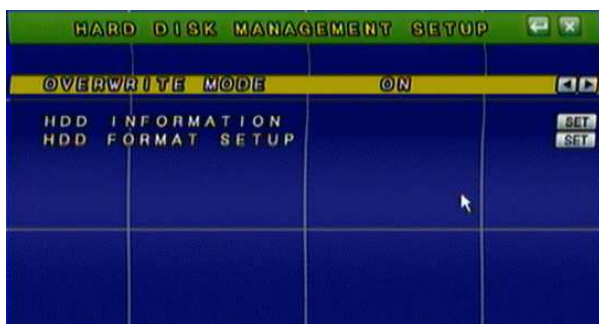 HARD DISK MANAGEMENT SETUP
OVERWRITE MODE ON
HDD INFORMATION SET
HDD FORMAT SETUP SET